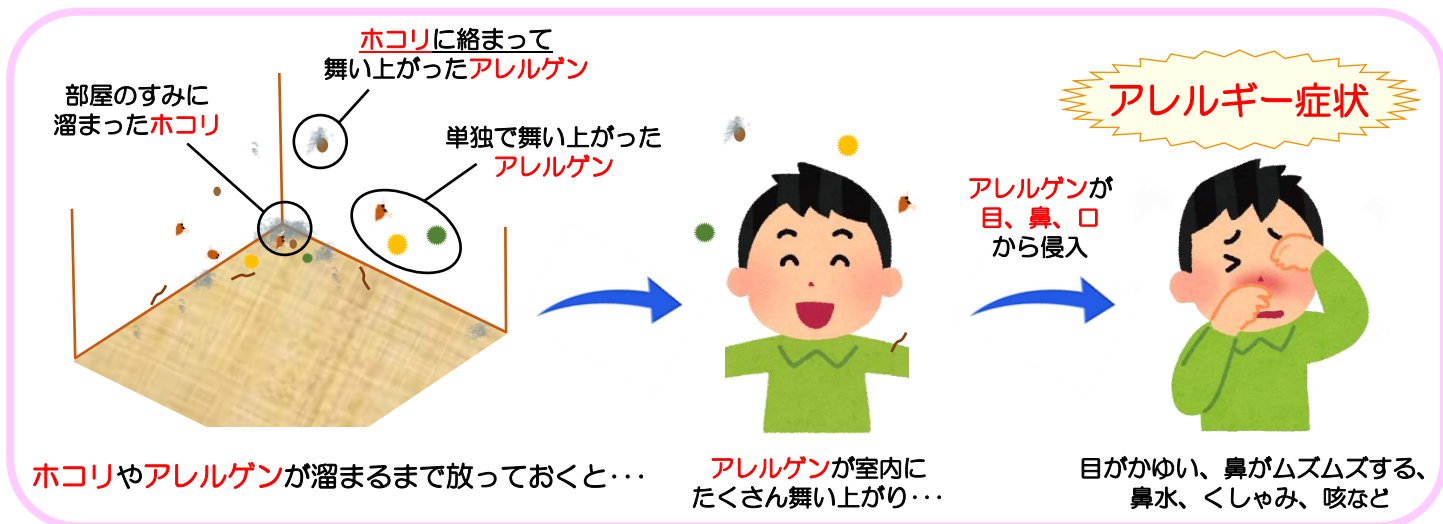 ホコリに絡まって
舞い上がったアレルゲン
部屋のすみに
溜まったホコリ
単独で舞い上がった
アレルゲン
ホコリやアレルゲンが溜まるまで放っておくと･･･
アレルゲンが室内に
たくさん舞い上がり･･･
アレルゲンが
目、鼻、口
から侵入
アレルギー症状
目がかゆい、鼻がムズムズする、
鼻水、くしゃみ、咳など